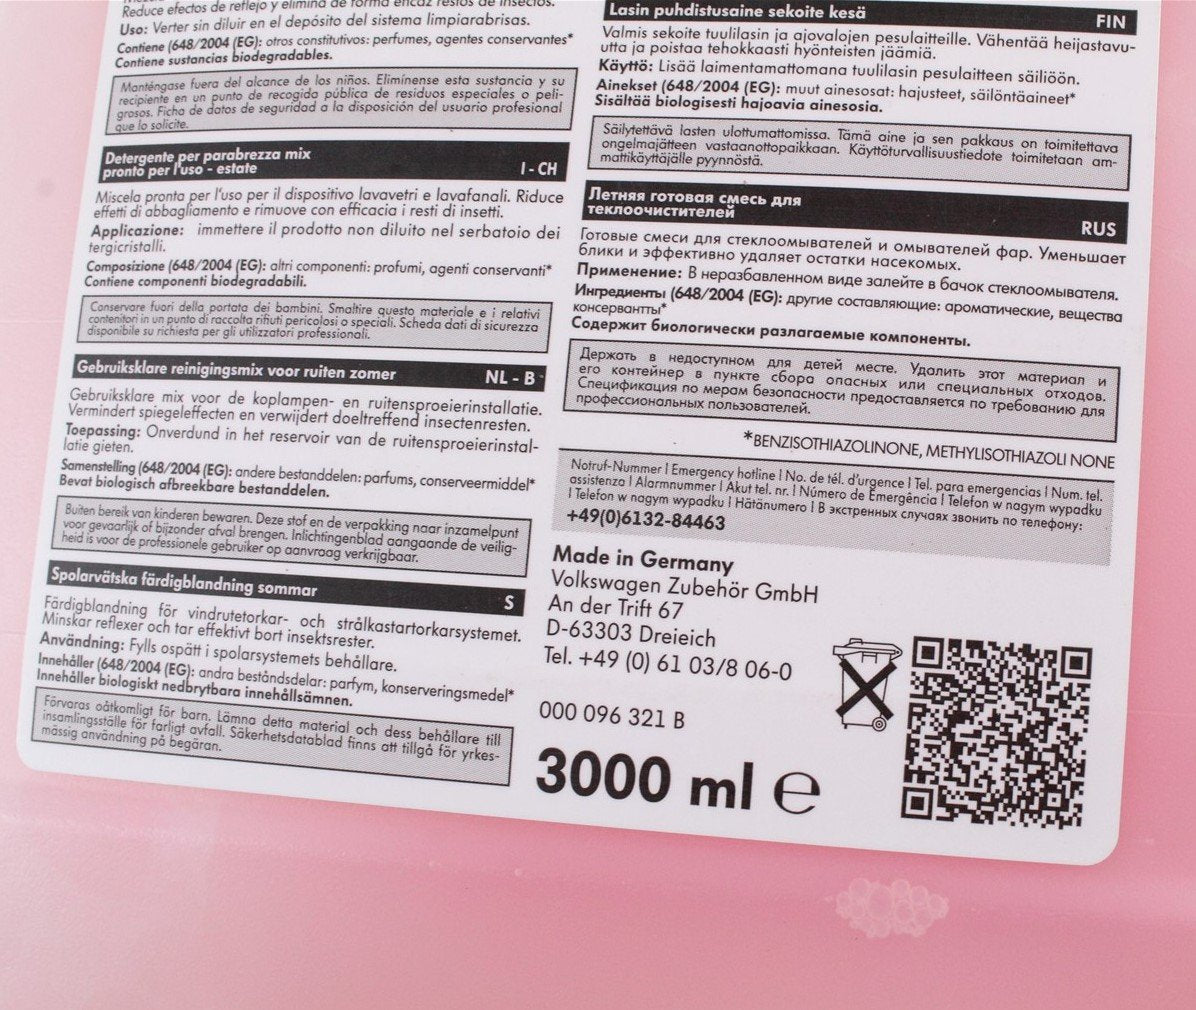 Reduce efectos de reflejo y elimina de forma eficaz restos de insectos.
Uso: Verter sin diluir en el depósito del sistema limpiarabrisas.
Contiene (648/2004 (EG): otros constitutivos: perfumes, agentes conservantes*
Contiene sustancias biodegradables.
Manténgase fuera del alcance de los niños. Elimínense esta sustancia y su
recipiente en un punto de recogida pública de residuos especiales o peli-
grosos. Ficha de datos de seguridad a la disposición del usuario profesional
que lo solicite.
Detergente per parabrezza mix
pronto per l'uso - estate
I - CH
Miscela pronta per l'uso per il dispositivo lavavetri e lavafanali. Riduce
effetti di abbagliamento e rimuove con efficacia i resti di insetti.
Applicazione: immettere il prodotto non diluito nel serbatoio dei
tergicristalli.
Composizione (648/2004 (EG): altri componenti: profumi, agenti conservanti*
Contiene componenti biodegradabili.
Conservare fuori della portata dei bambini. Smaltire questo materiale e i relativi
contenitori in un punto di raccolta rifiuti pericolosi o speciali. Scheda dati di sicurezza
disponibile su richiesta per gli utilizzatori professionali.
Gebruiksklare reinigingsmix voor ruiten zomer
NL - B
Gebruiksklare mix voor de koplampen- en ruitensproeierinstallatie.
Vermindert spiegeleffecten en verwijdert doeltreffend insectenresten.
Toepassing: Onverdund in het reservoir van de ruitensproeierinstal-
latie gieten.
Samenstelling (648/2004 (EG): andere bestanddelen: parfums, conserveermiddel*
Bevat biologisch afbreekbare bestanddelen.
Buiten bereik van kinderen bewaren. Deze stof en de verpakking naar inzamelpunt
voor gevaarlijk of bijzonder afval brengen. Inlichtingenblad aangaande de veilig-
heid is voor de professionele gebruiker op aanvraag verkrijgbaar.
Spolarvätska färdigblandning sommar
S
Färdigblandning för vindrutetorkar- och strålkastartorkarsystemet.
Minskar reflexer och tar effektivt bort insektsrester.
Användning: Fylls ospätt i spolarsystemets behållare.
Innehåller (648/2004 (EG): andra beståndsdelar: parfym, konserveringsmedel*
Innehåller biologiskt nedbrytbara innehållsämnen.
Förvaras oåtkomligt för barn. Lämna detta material och dess behållare till
insamlingsställe för farligt avfall. Säkerhetsdatablad finns att tillgå för yrkes-
mässig användning på begäran.
Lasin puhdistusaine sekoite kesä
FIN
Valmis sekoite tuulilasin ja ajovalojen pesulaitteille. Vähentää heijastavu-
utta ja poistaa tehokkaasti hyönteisten jäämiä.
Käyttö: Lisää laimentamattomana tuulilasin pesulaitteen säiliöön.
Ainekset (648/2004 (EG): muut ainesosat: hajusteet, säilöntäaineet*
Sisältää biologisesti hajoavia ainesosia.
Säilytettävä lasten ulottumattomissa. Tämä aine ja sen pakkaus on toimitettava
ongelmajätteen vastaanottopaikkaan. Käyttöturvallisuustiedote toimitetaan am-
mattikäyttäjälle pyynnöstä.
Летняя готовая смесь для
теклоочистителей
RUS
Готовые смеси для стеклоомывателей и омывателей фар. Уменьшает
блики и эффективно удаляет остатки насекомых.
Применение: В неразбавленном виде залейте в бачок стеклоомывателя.
Ингредиенты (648/2004 (EG): другие составляющие: ароматические, вещества
консерванты*
Содержит биологически разлагаемые компоненты.
Держать в недоступном для детей месте. Удалить этот материал и
его контейнер в пункте сбора опасных или специальных отходов.
Спецификация по мерам безопасности предоставляется по требованию для
профессиональных пользователей.
*BENZISOTHIAZOLINONE, METHYLISOTHIAZOLI NONE
Notruf-Nummer | Emergency hotline | No. de tél. d'urgence | Tel. para emergencias | Num. tel.
assistenza | Alarmnummer | Akut tel. nr. | Número de Emergência | Telefon w nagym wypadku
| Telefon w nagym wypadku | Hätänumero | В экстренных случаях звонить по телефону:
+49(0)6132-84463
Made in Germany
Volkswagen Zubehör GmbH
An der Trift 67
D-63303 Dreieich
Tel. +49 (0) 61 03/8 06-0
000 096 321 B
3000 ml ℮